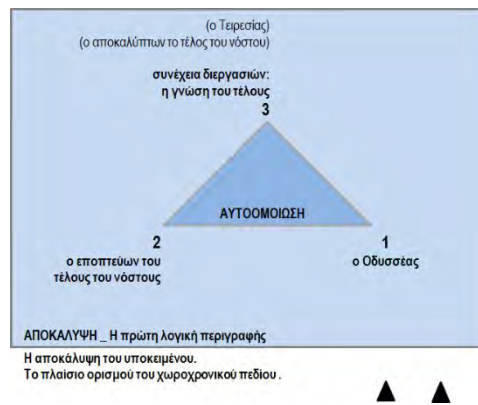 (ο Τειρεσίας)
(ο αποκαλύπτων το τέλος του νόστου)
συνέχεια διεργασιών:
η γνώση του τέλους
3
ΑΥΤΟΟΜΟΙΩΣΗ
2
1
ο εποπτεύων του
τέλους του νόστους
ο Οδυσσέας
ΑΠΟΚΑΛΥΨΗ _ Η πρώτη λογική περιγραφής
Η αποκάλυψη του υποκειμένου.
Το πλαίσιο ορισμού του χωροχρονικού πεδίου .